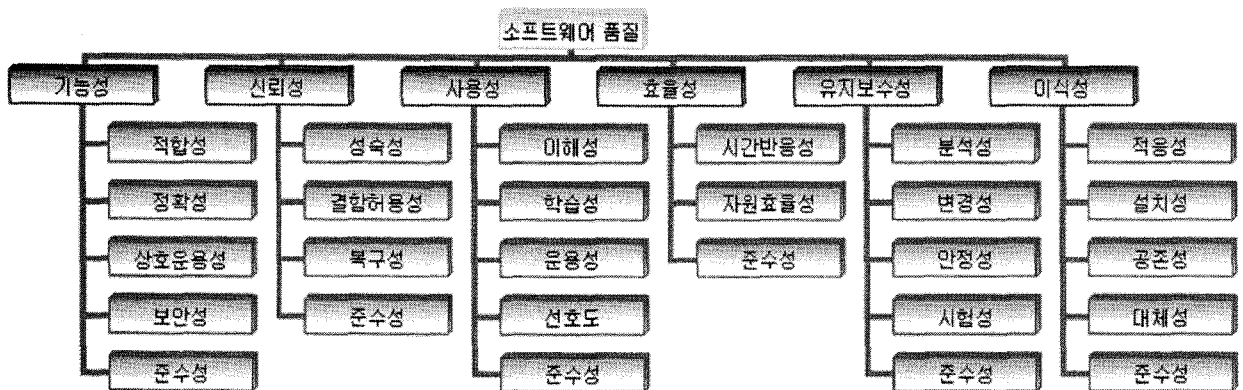 소프트웨어 품질
기능성 신뢰성 사용성 효율성 유지보수성 이식성
적합성 성숙성 이해성 시간반응성 분석성 적응성
정확성 결함허용성 학습성 자원효율성 변경성 설치성
상호운용성 복구성 운용성 준수성 안정성 공존성
보안성 준수성 선호도 시험성 대체성
준수성 준수성 준수성 준수성